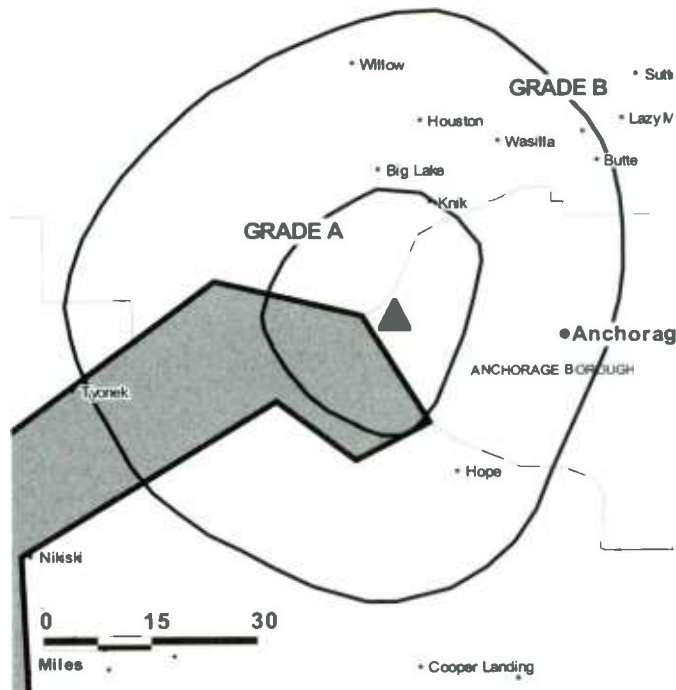 Willow
Sutt
GRADE B
Houston
Lazy M
Wasilla
Butte
Big Lake
Knik
GRADE A
Anchorag
ANCHORAGE BOROUGH
Tyonek
Hope
Nikiski
0 15 30
Miles
Cooper Landing